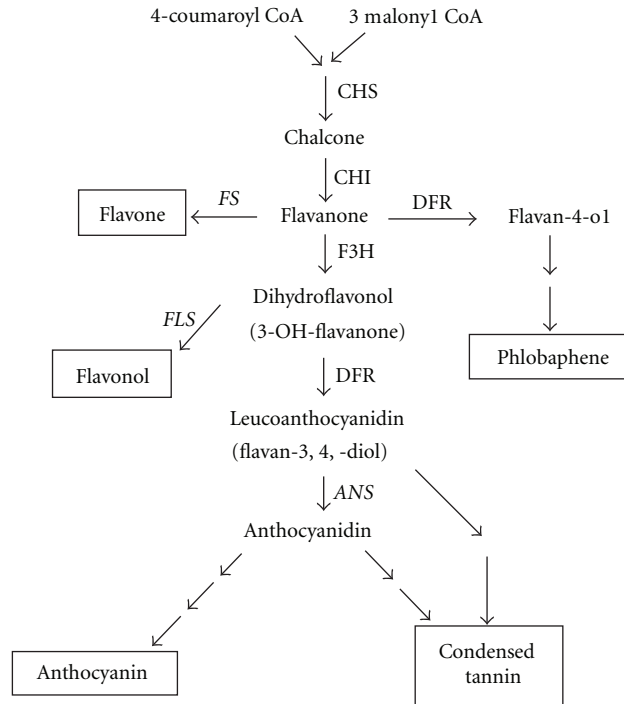 4-coumaroyl CoA
3 malony1 CoA
CHS
Chalcone
CHI
Flavone
FS
Flavanone
DFR
Flavan-4-o1
F3H
Dihydroflavonol
(3-OH-flavanone)
FLS
Flavonol
Phlobaphene
DFR
Leucoanthocyanidin
(flavan-3, 4, -diol)
ANS
Anthocyanidin
Anthocyanin
Condensed
tannin